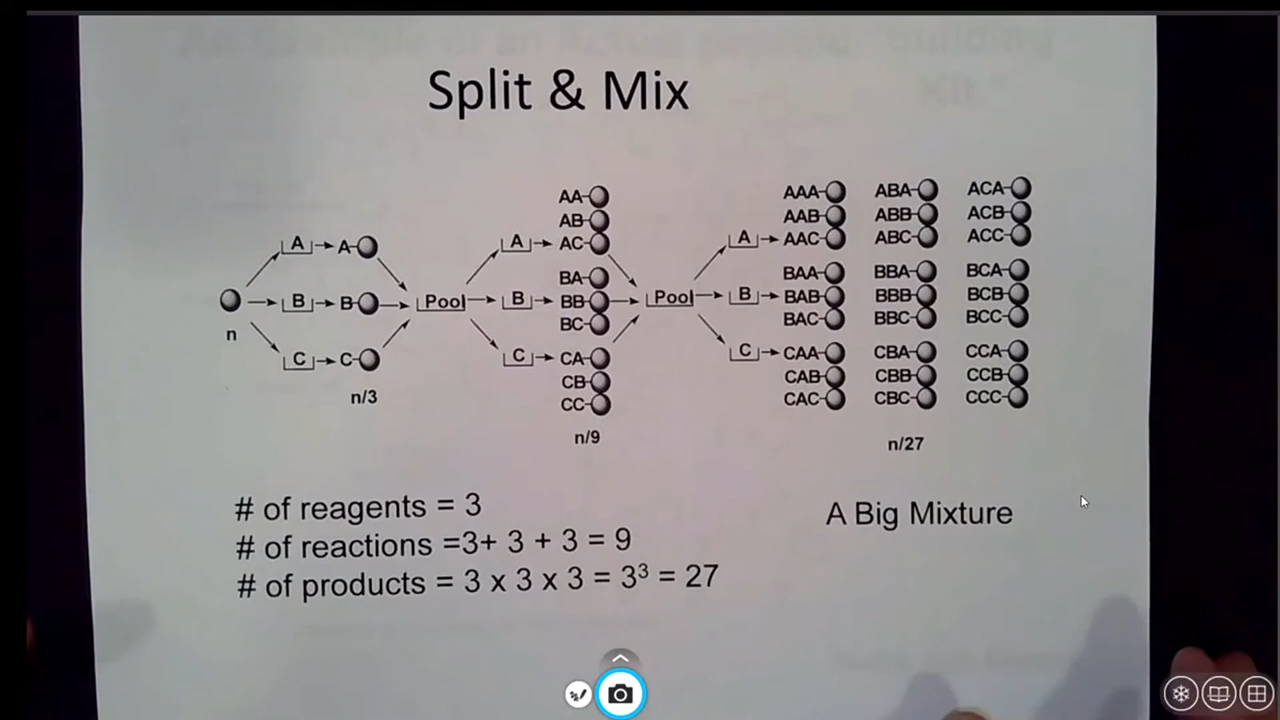 Split & Mix
AA
AB
AC
BA
BB
BC
CA
CB
CC
n/9
A
A
B
B
C
C
n
n/3
Pool
A
B
C
Pool
A
B
C
AAA ABA ACA
AAB ABB ACB
AAC ABC ACC
BAA BBA BCA
BAB BBB BCB
BAC BBC BCC
CAA CBA CCA
CAB CBB CCB
CAC CBC CCC
n/27
# of reagents = 3
# of reactions =3+ 3 + 3 = 9
# of products = 3 x 3 x 3 = 3³ = 27
A Big Mixture